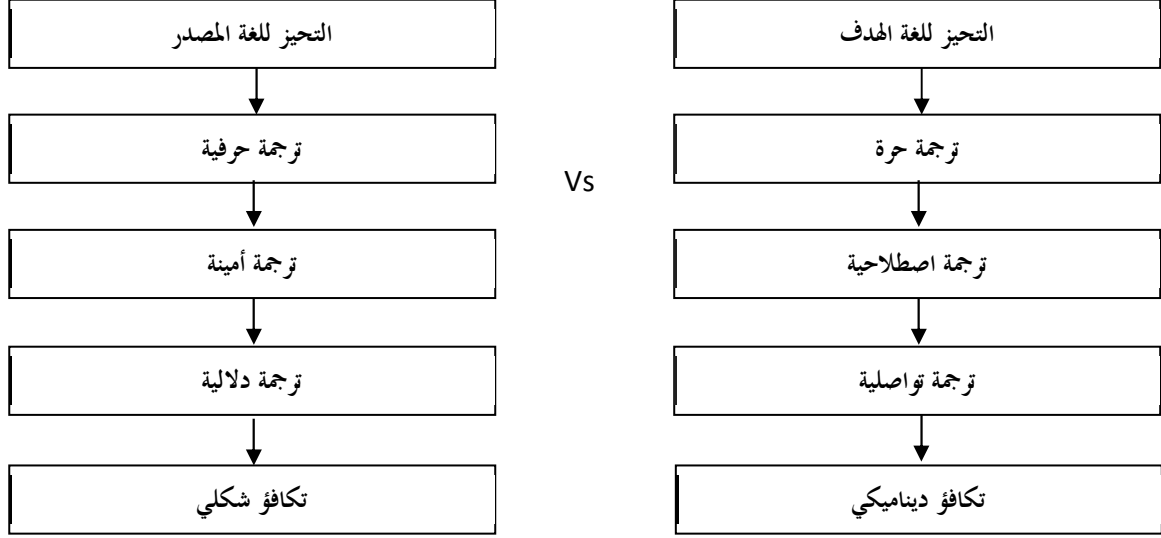 التحيز للغة المصدر
ترجمة حرفية
ترجمة أمينة
ترجمة دلالية
تكافؤ شكلي
Vs
التحيز للغة الهدف
ترجمة حرة
ترجمة اصطلاحية
ترجمة تواصلية
تكافؤ ديناميكي